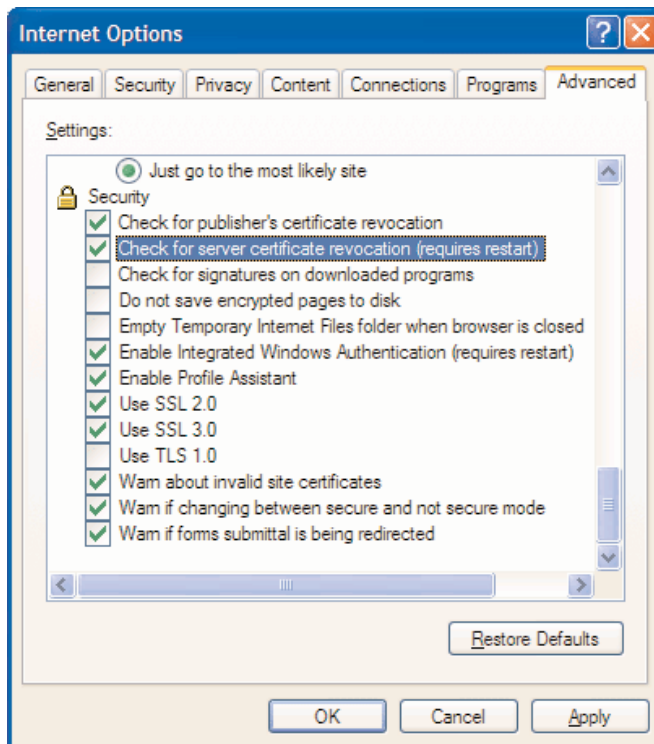 Internet Options
General Security Privacy Content Connections Programs Advanced
Settings:
Just go to the most likely site
Security
Check for publisher's certificate revocation
Check for server certificate revocation (requires restart)
Check for signatures on downloaded programs
Do not save encrypted pages to disk
Empty Temporary Internet Files folder when browser is closed
Enable Integrated Windows Authentication (requires restart)
Enable Profile Assistant
Use SSL 2.0
Use SSL 3.0
Use TLS 1.0
Warn about invalid site certificates
Warn if changing between secure and not secure mode
Warn if forms submittal is being redirected
Restore Defaults
OK Cancel Apply